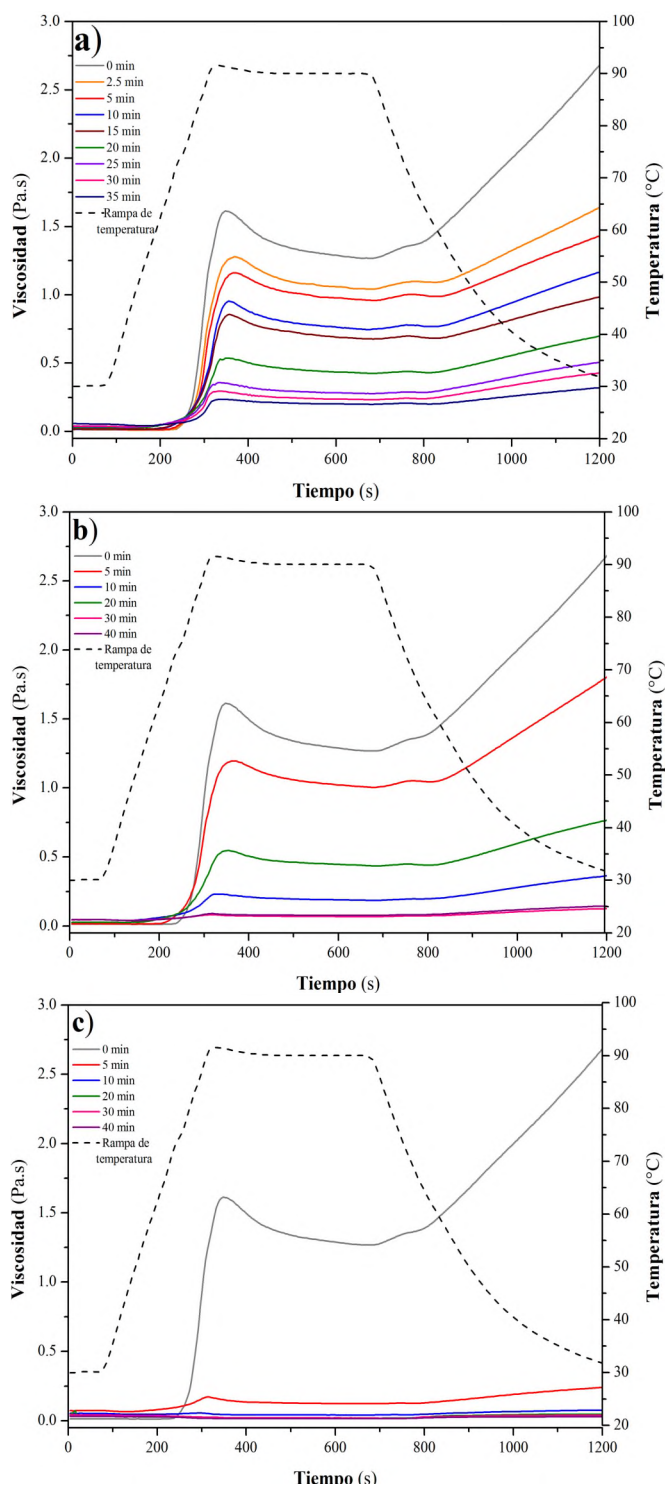 a)
3.0
2.5
2.0
1.5
1.0
0.5
0.0
Viscosidad (Pa.s)
0 min
2.5 min
5 min
10 min
15 min
20 min
25 min
30 min
35 min
Rampa de
temperatura
100
90
80
70
60
50
40
30
20
Temperatura (°C)
0 200 400 600 800 1000 1200
Tiempo (s)
b)
3.0
2.5
2.0
1.5
1.0
0.5
0.0
Viscosidad (Pa.s)
0 min
5 min
10 min
20 min
30 min
40 min
Rampa de
temperatura
100
90
80
70
60
50
40
30
20
Temperatura (°C)
0 200 400 600 800 1000 1200
Tiempo (s)
c)
3.0
2.5
2.0
1.5
1.0
0.5
0.0
Viscosidad (Pa.s)
0 min
5 min
10 min
20 min
30 min
40 min
Rampa de
temperatura
100
90
80
70
60
50
40
30
20
Temperatura (°C)
0 200 400 600 800 1000 1200
Tiempo (s)